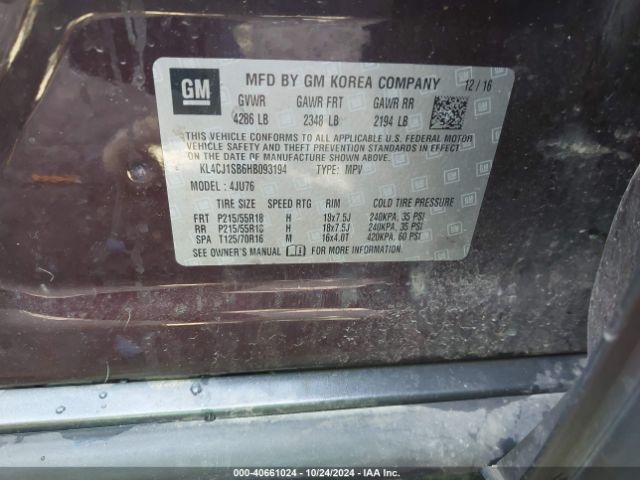 GM
MFD BY GM KOREA COMPANY 12/16
GVWR GAWR FRT GAWR RR
4286 LB 2348 LB 2194 LB
THIS VEHICLE CONFORMS TO ALL APPLICABLE U.S. FEDERAL MOTOR
VEHICLE SAFETY AND THEFT PREVENTION STANDARDS IN EFFECT ON THE
DATE OF MANUFACTURE SHOWN ABOVE.
KL4CJ1SB6HB093194 TYPE: MPV
MODEL: 4JU76
TIRE SIZE SPEED RTG RIM COLD TIRE PRESSURE
FRT P215/55R18 H 18x7.5J 240KPA, 35 PSI
RR P215/55R18 H 18x7.5J 240KPA, 35 PSI
SPA T125/70R16 M 16x4.0T 420KPA, 60 PSI
SEE OWNER'S MANUAL FOR MORE INFORMATION
000-40661024 - 10/24/2024 - IAA Inc.